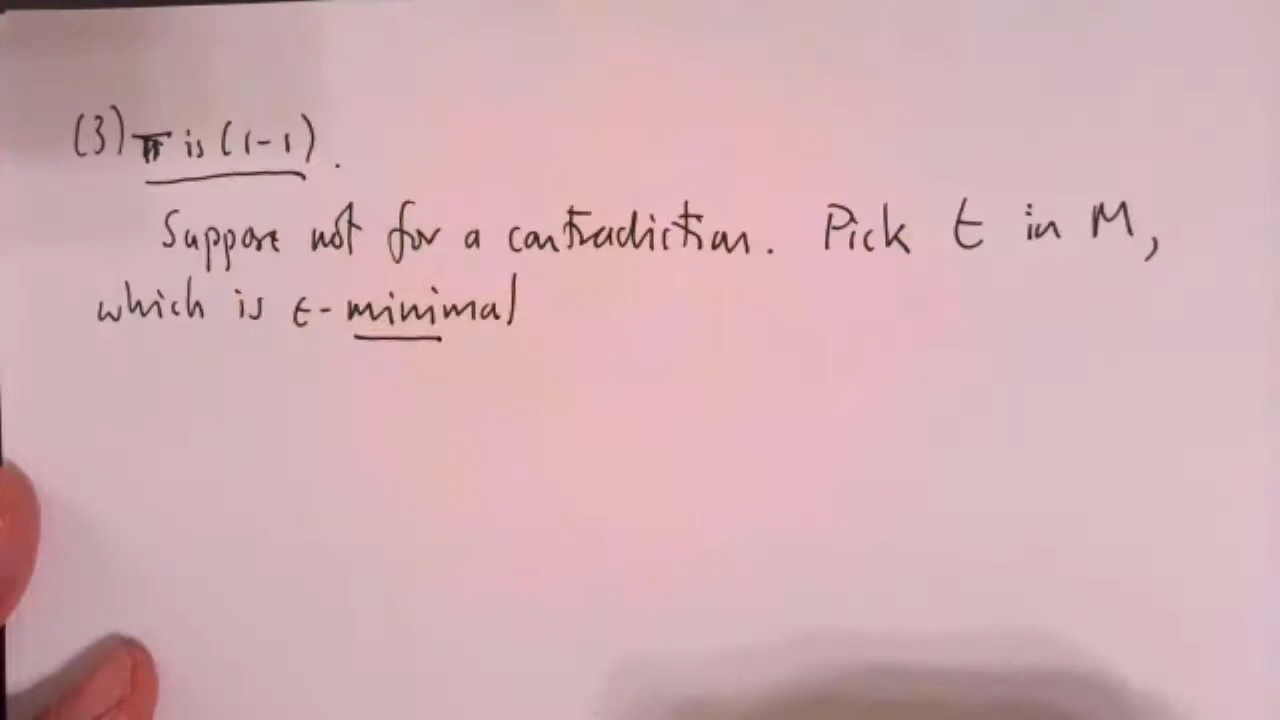 (3) π is (1-1).
Suppose not for a contradiction. Pick t in M,
which is ∈-minimal